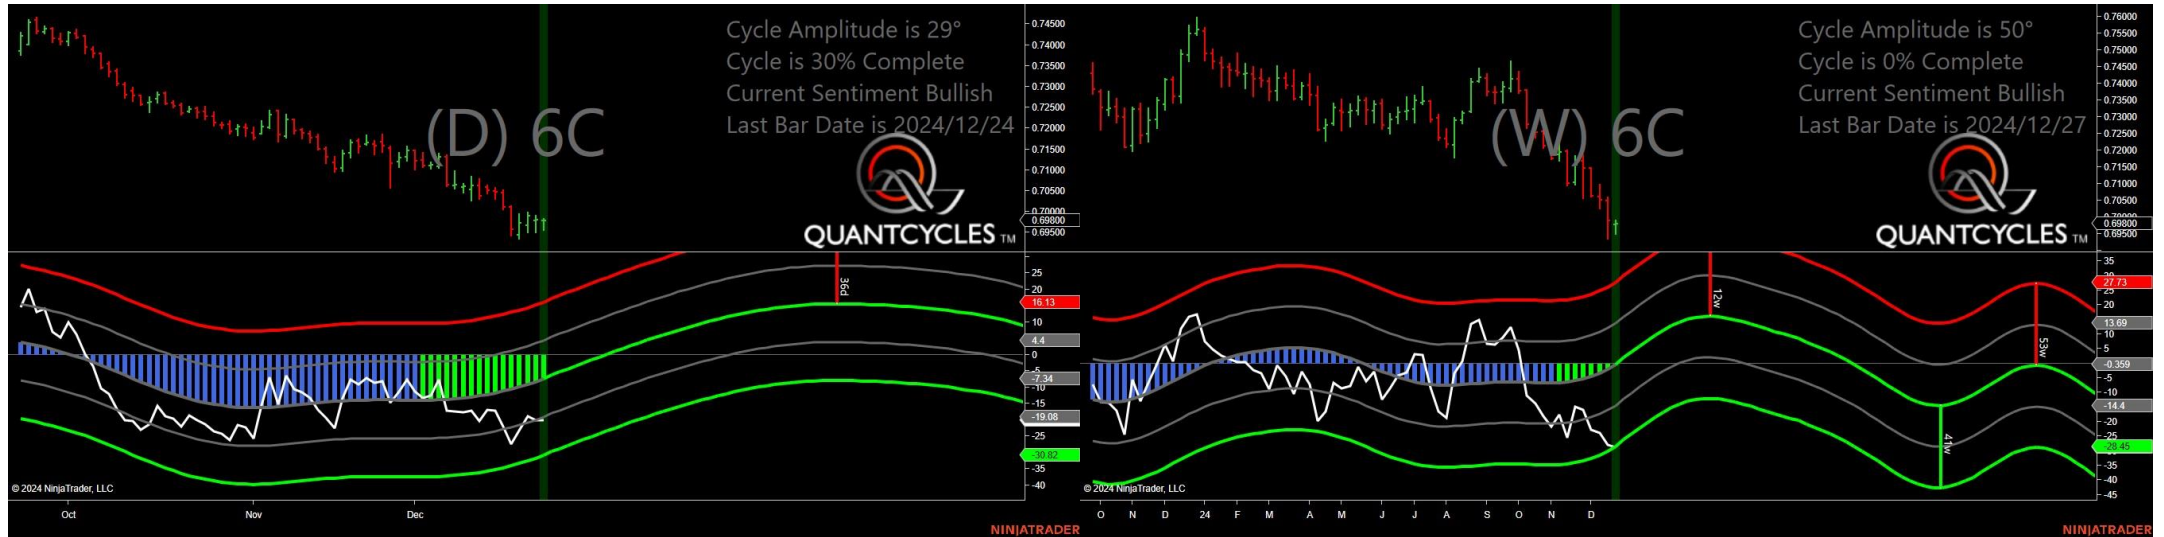 Cycle Amplitude is 29°
Cycle is 30% Complete
Current Sentiment Bullish
Last Bar Date is 2024/12/24
(D) 6C
QUANTCYCLES TM
0.74500
0.74000
0.73500
0.73000
0.72500
0.72000
0.71500
0.71000
0.70500
0.70000
0.69800
0.69500
36d
25
20
16.13
10
4.4
0
-5
-7.34
-10
-15
-19.08
-25
-30.82
-35
-40
© 2024 NinjaTrader, LLC
Oct Nov Dec
NINJATRADER
Cycle Amplitude is 50°
Cycle is 0% Complete
Current Sentiment Bullish
Last Bar Date is 2024/12/27
(W) 6C
QUANTCYCLES TM
0.76000
0.75500
0.75000
0.74500
0.74000
0.73500
0.73000
0.72500
0.72000
0.71500
0.71000
0.70500
0.69800
0.69500
12w
53w
41w
35
27.73
25
20
13.69
10
5
-0.359
-5
-10
-14.4
-20
-25
-28.45
-35
-40
-45
© 2024 NinjaTrader, LLC
O N D 24 F M A M J J A S O N D
NINJATRADER